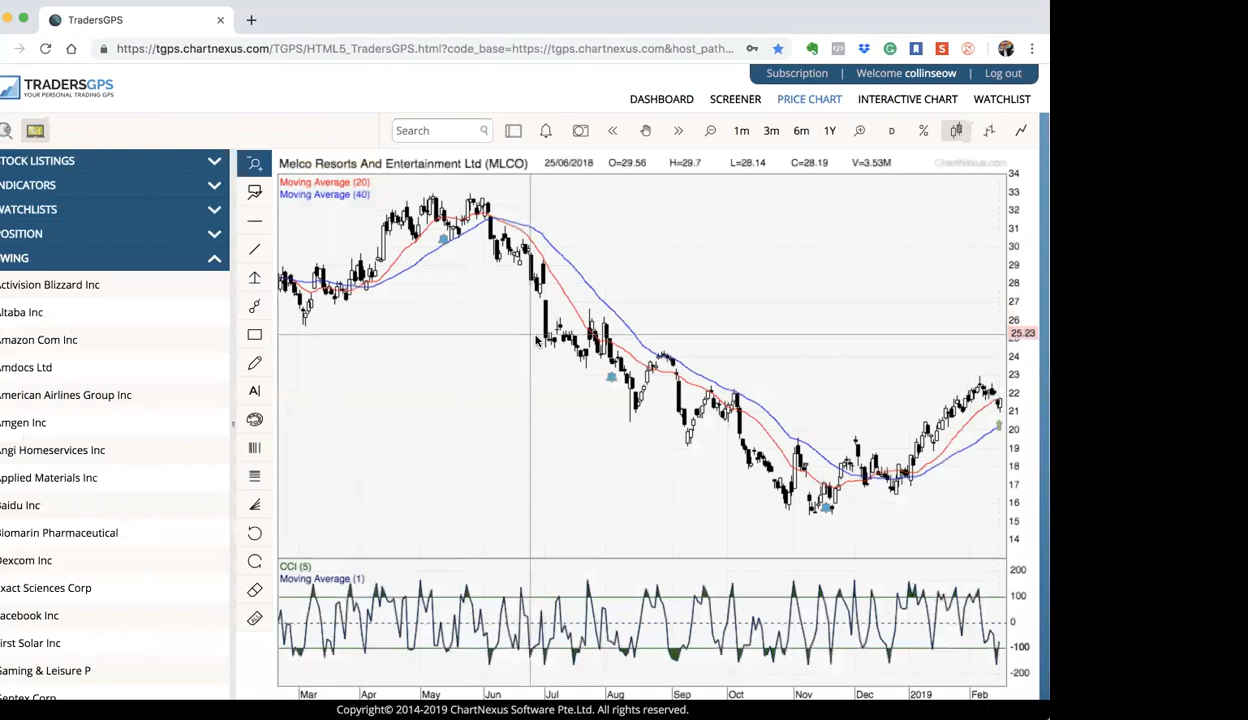 TradersGPS
https://tgps.chartnexus.com/TGPS/HTML5_TradersGPS.html?code_base=https://tgps.chartnexus.com&host_path...
Subscription | Welcome collinseow | Log out
TRADERSGPS
YOUR PERSONAL TRADING GPS
DASHBOARD SCREENER PRICE CHART INTERACTIVE CHART WATCHLIST
Search 1m 3m 6m 1Y D %
TOCK LISTINGS
NDICATORS
WATCHLISTS
OSITION
WING
ctivision Blizzard Inc
ltaba Inc
mazon Com Inc
mdocs Ltd
merican Airlines Group Inc
mgen Inc
ngi Homeservices Inc
pplied Materials Inc
aidu Inc
iomarin Pharmaceutical
excom Inc
xact Sciences Corp
acebook Inc
irst Solar Inc
aming & Leisure P
entex Corp
A|
Melco Resorts And Entertainment Ltd (MLCO) 25/06/2018 O=29.56 H=29.7 L=28.14 C=28.19 V=3.53M
ChartNexus.com
Moving Average (20)
Moving Average (40)
34
33
32
31
30
29
28
27
26
25.23
24
23
22
21
20
19
18
17
16
15
14
CCI (5)
Moving Average (1)
200
100
0
-100
-200
Mar Apr May Jun Jul Aug Sep Oct Nov Dec 2019 Feb
Copyright© 2014-2019 ChartNexus Software Pte.Ltd. All rights reserved.